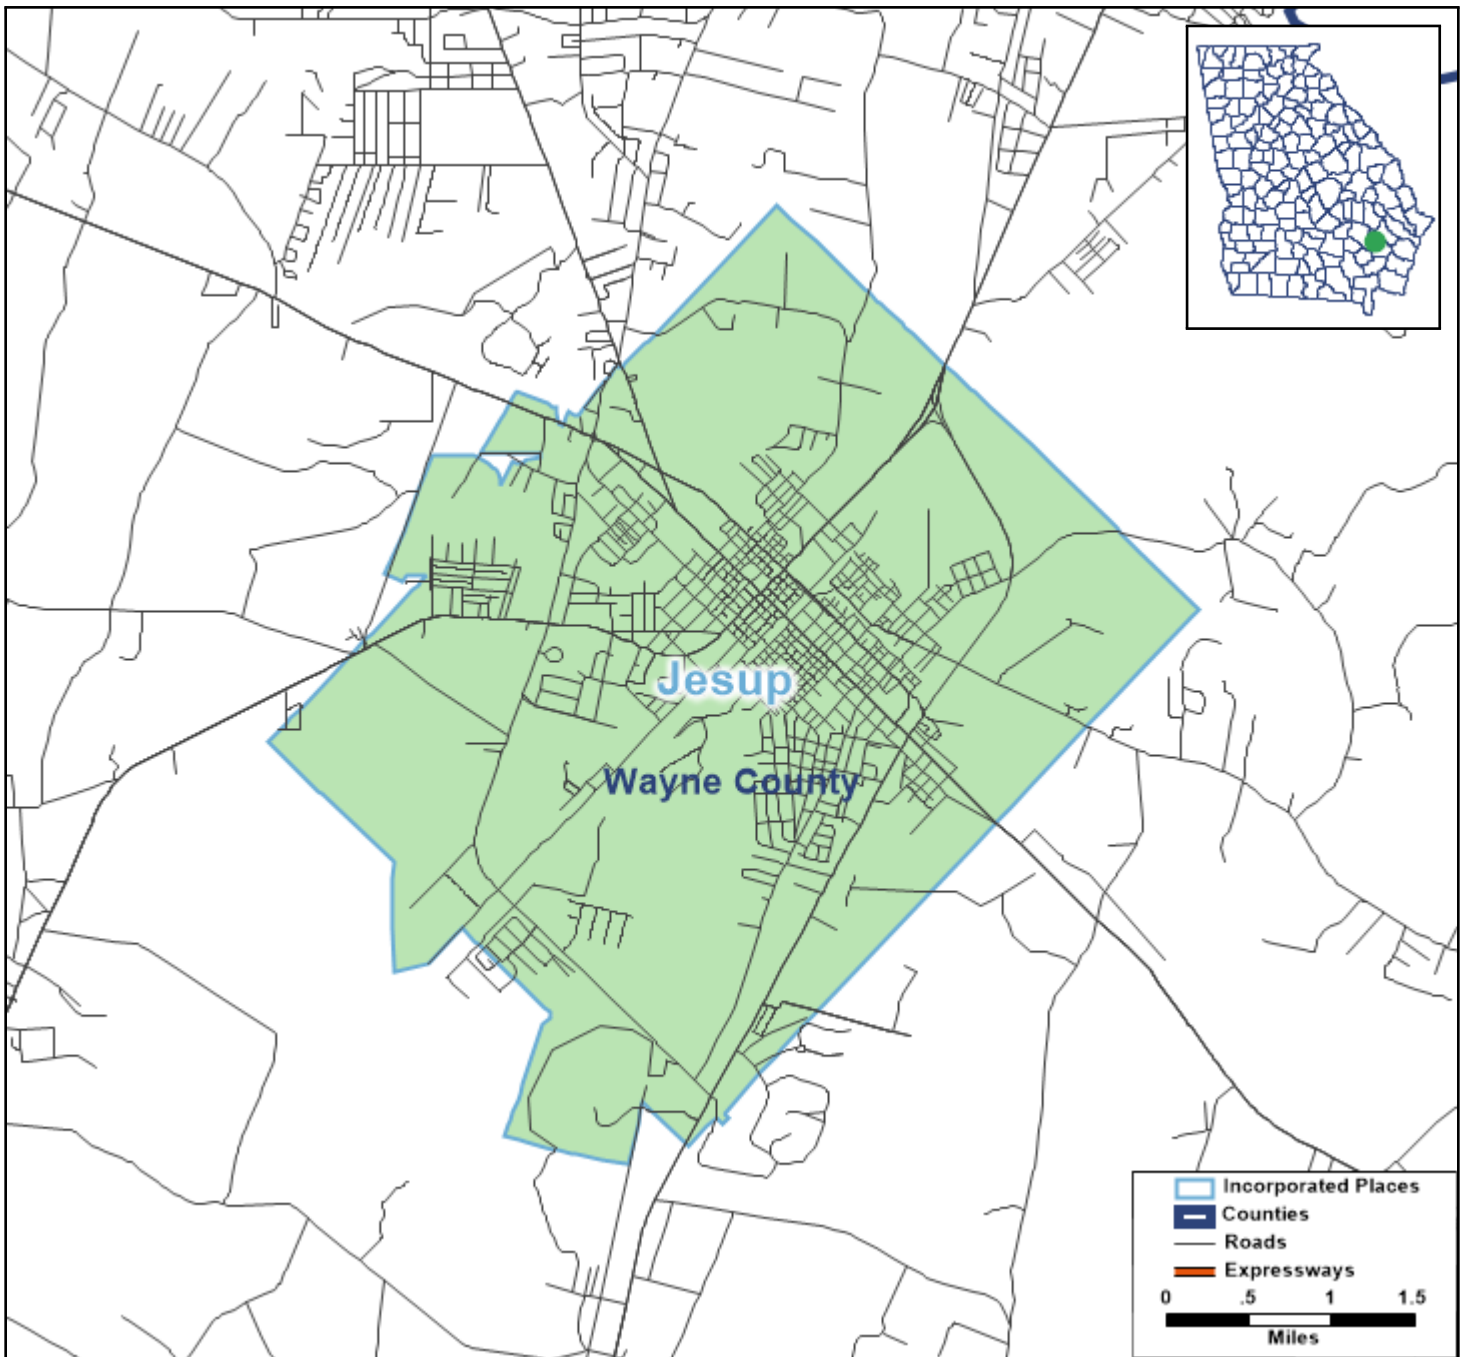 Jesup
Wayne County
Incorporated Places
Counties
Roads
Expressways
0 .5 1 1.5
Miles